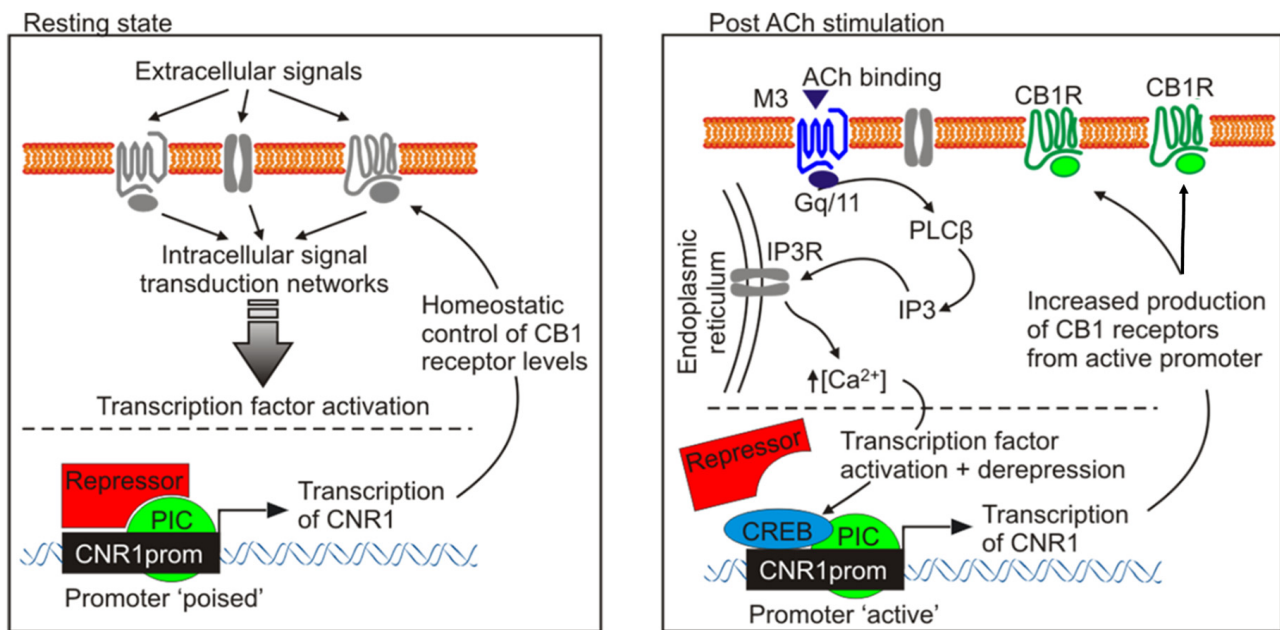 Resting state
Extracellular signals
Intracellular signal
transduction networks
Homeostatic
control of CB1
receptor levels
Transcription factor activation
Repressor
PIC
CNR1prom
Transcription
of CNR1
Promoter ‘poised’
Post ACh stimulation
ACh binding
M3
CB1R
CB1R
Gq/11
PLCβ
IP3R
IP3
Endoplasmic
reticulum
↑[Ca²⁺]
Increased production
of CB1 receptors
from active promoter
Repressor
Transcription factor
activation + derepression
CREB
PIC
CNR1prom
Transcription
of CNR1
Promoter ‘active’